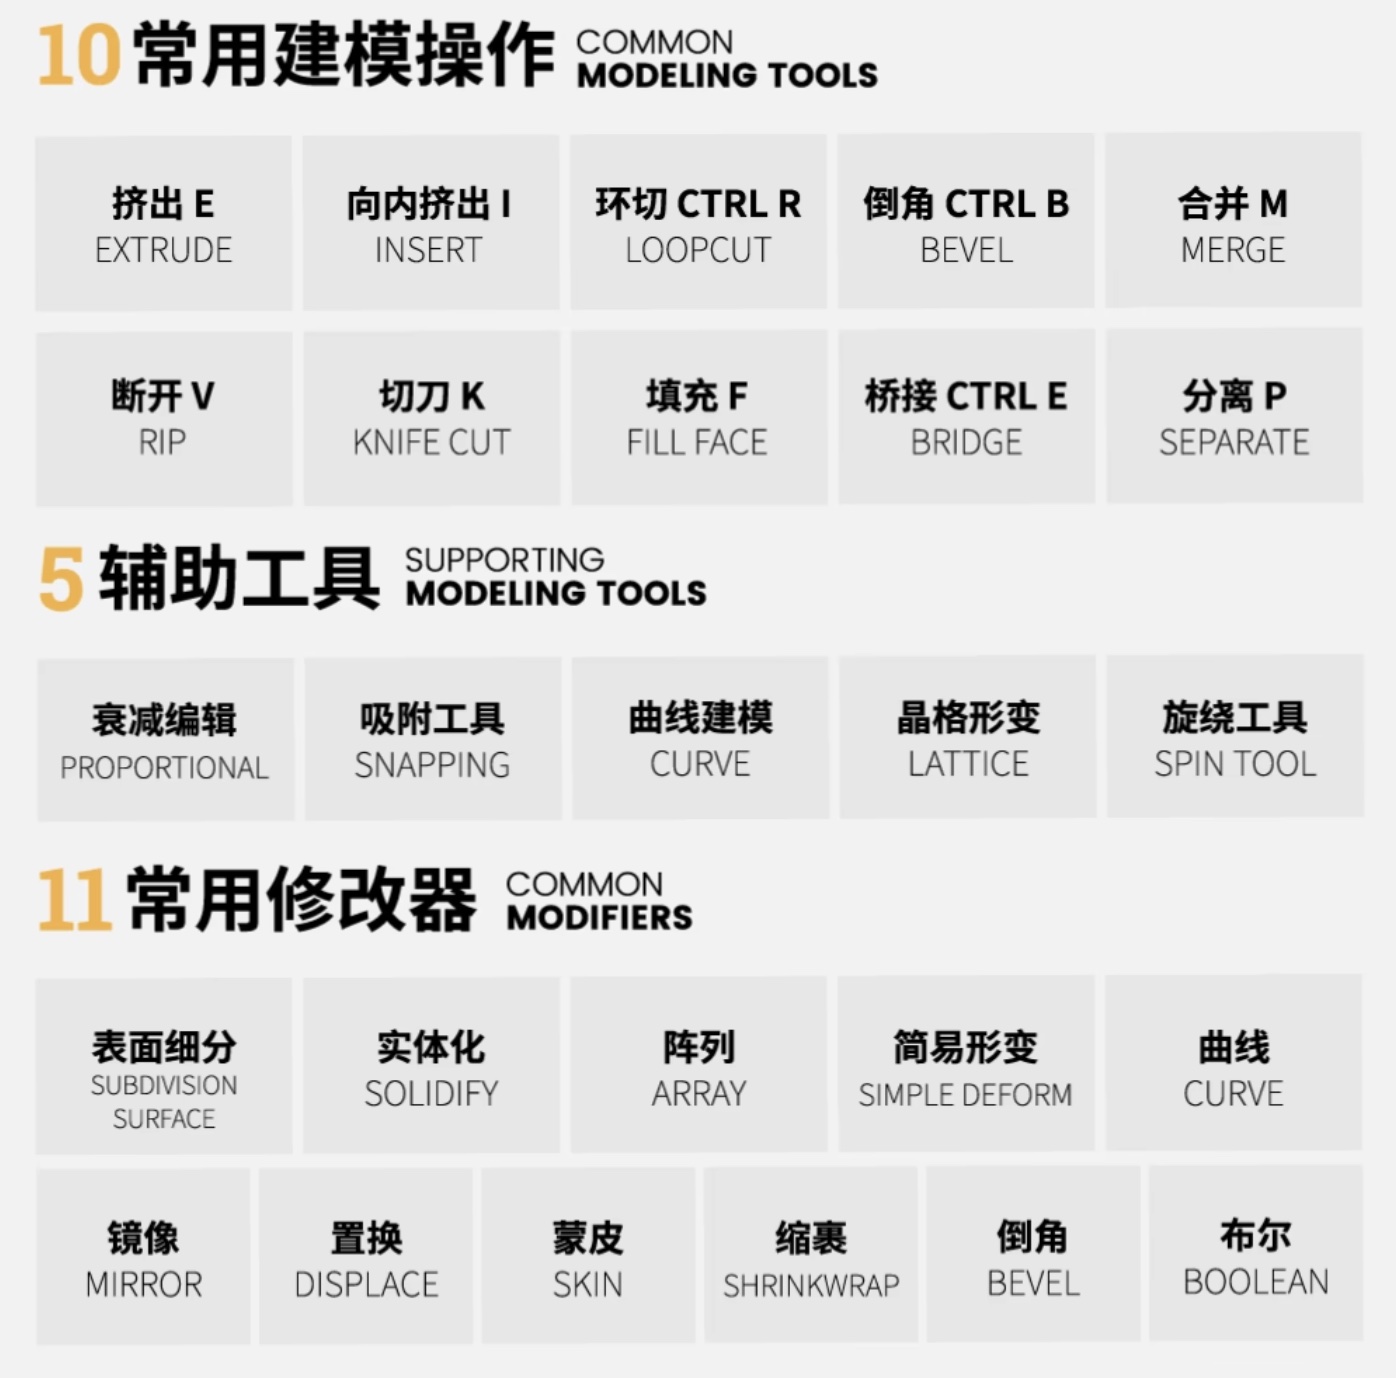 10 常用建模操作 COMMON
MODELING TOOLS
挤出 E
EXTRUDE
向内挤出 I
INSERT
环切 CTRL R
LOOPCUT
倒角 CTRL B
BEVEL
合并 M
MERGE
断开 V
RIP
切刀 K
KNIFE CUT
填充 F
FILL FACE
桥接 CTRL E
BRIDGE
分离 P
SEPARATE
5 辅助工具 SUPPORTING
MODELING TOOLS
衰减编辑
PROPORTIONAL
吸附工具
SNAPPING
曲线建模
CURVE
晶格形变
LATTICE
旋绕工具
SPIN TOOL
11 常用修改器 COMMON
MODIFIERS
表面细分
SUBDIVISION
SURFACE
实体化
SOLIDIFY
阵列
ARRAY
简易形变
SIMPLE DEFORM
曲线
CURVE
镜像
MIRROR
置换
DISPLACE
蒙皮
SKIN
缩裹
SHRINKWRAP
倒角
BEVEL
布尔
BOOLEAN